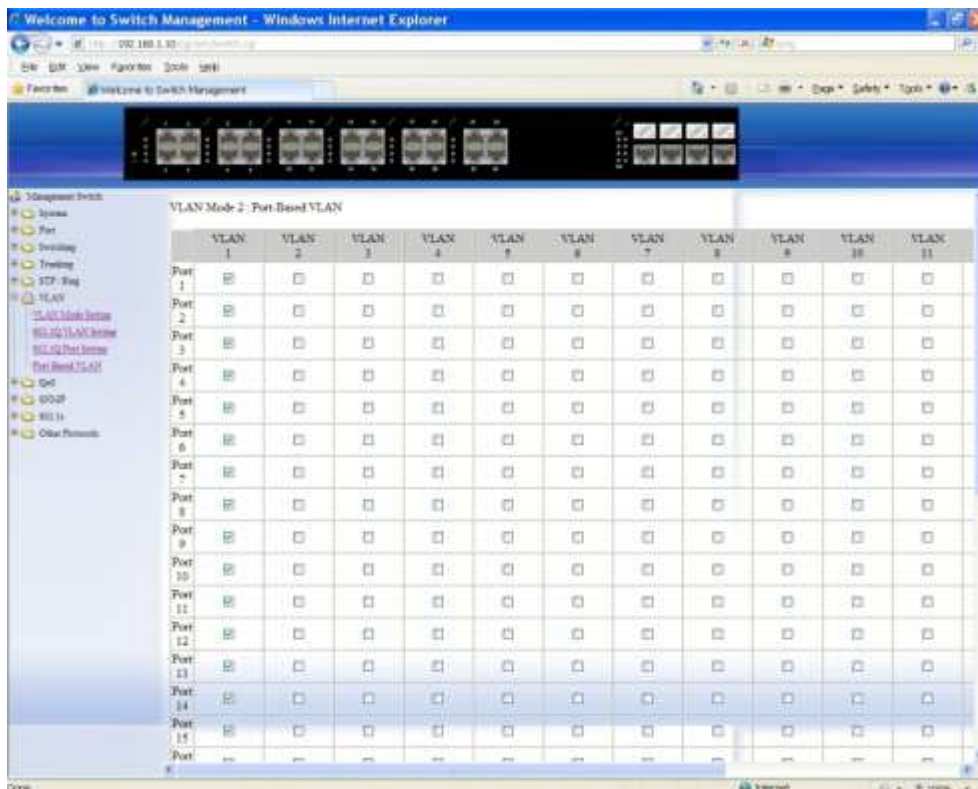 Welcome to Switch Management - Windows Internet Explorer
192.168.1.10
File Edit View Favorites Tools Help
Favorites Welcome to Switch Management
Page Safety Tools
Management Switch
System
Port
Switching
Trunking
STP / Ring
VLAN
VLAN Mode Setting
802.1Q VLAN Setting
802.1Q Port Setting
Port Based VLAN
QoS
802.1x
Other Protocols
VLAN Mode 2 : Port-Based VLAN
VLAN 1 VLAN 2 VLAN 3 VLAN 4 VLAN 5 VLAN 6 VLAN 7 VLAN 8 VLAN 9 VLAN 10 VLAN 11
Port 1
Port 2
Port 3
Port 4
Port 5
Port 6
Port 7
Port 8
Port 9
Port 10
Port 11
Port 12
Port 13
Port 14
Port 15
Port
Done
Internet